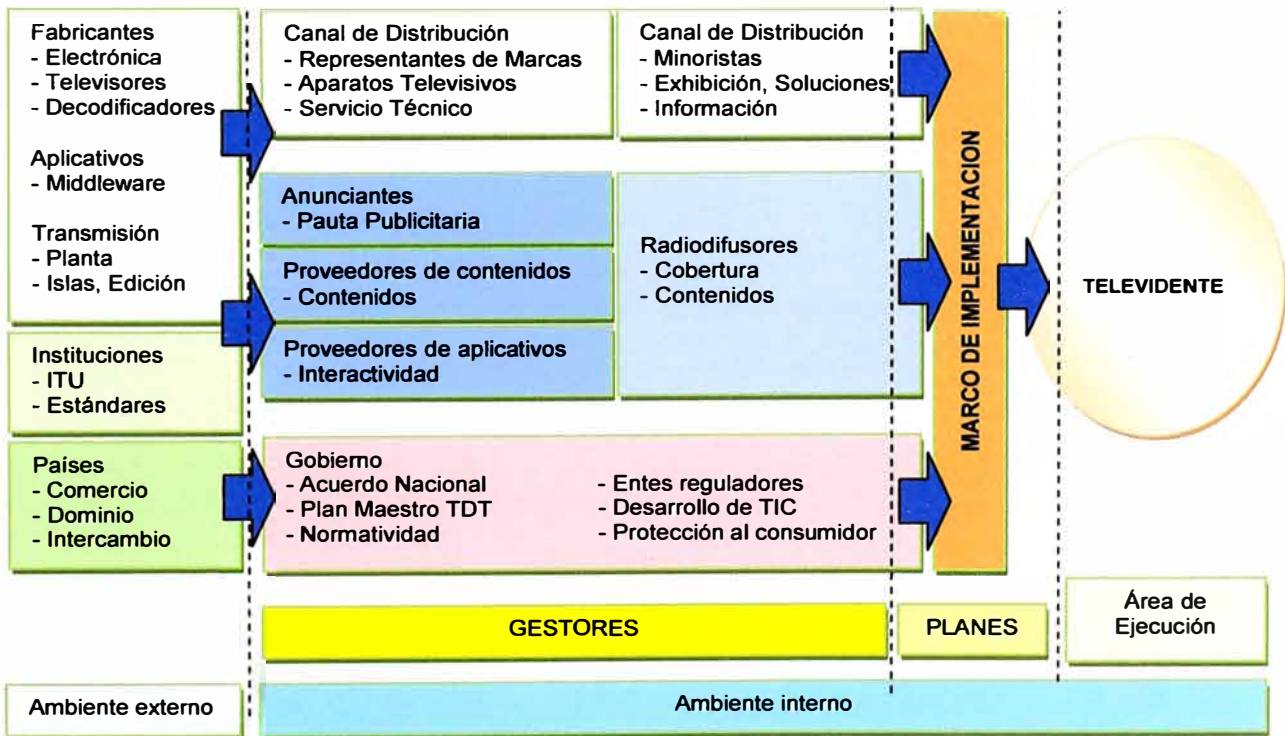 Fabricantes
- Electrónica
- Televisores
- Decodificadores
Aplicativos
- Middleware
Transmisión
- Planta
- Islas, Edición
Instituciones
- ITU
- Estándares
Países
- Comercio
- Dominio
- Intercambio
Canal de Distribución
- Representantes de Marcas
- Aparatos Televisivos
- Servicio Técnico
Canal de Distribución
- Minoristas
- Exhibición, Soluciones
- Información
Anunciantes
- Pauta Publicitaria
Proveedores de contenidos
- Contenidos
Proveedores de aplicativos
- Interactividad
Radiodifusores
- Cobertura
- Contenidos
Gobierno
- Acuerdo Nacional
- Plan Maestro TDT
- Normatividad
- Entes reguladores
- Desarrollo de TIC
- Protección al consumidor
MARCO DE IMPLEMENTACION
TELEVIDENTE
GESTORES
PLANES
Área de
Ejecución
Ambiente externo
Ambiente interno